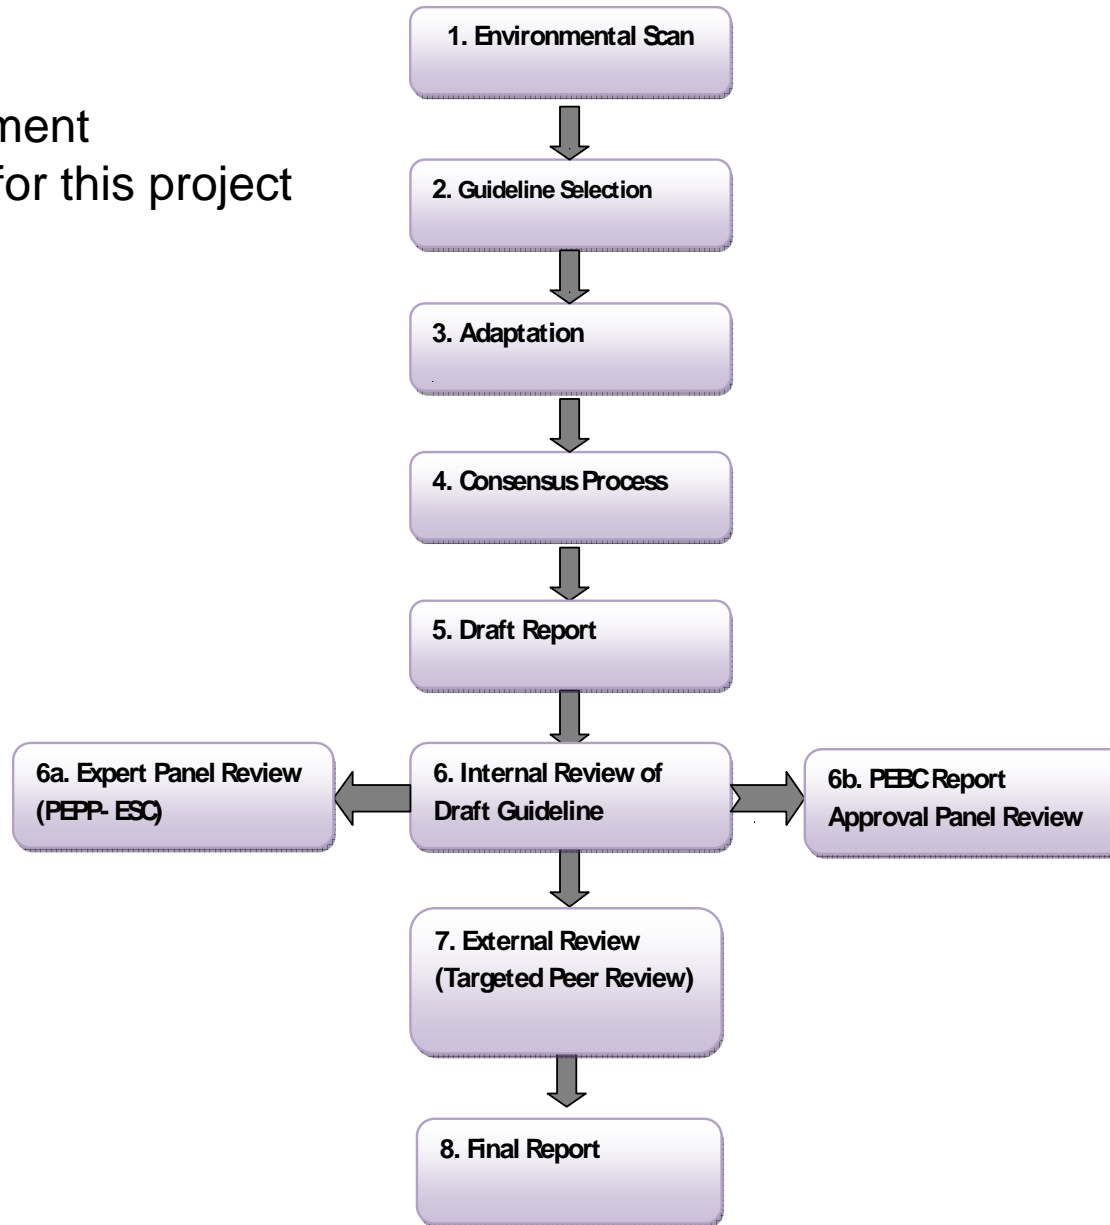 ment
for this project
1. Environmental Scan
2. Guideline Selection
3. Adaptation
4. Consensus Process
5. Draft Report
6a. Expert Panel Review
(PEPP- ESC)
6. Internal Review of
Draft Guideline
6b. PEBC Report
Approval Panel Review
7. External Review
(Targeted Peer Review)
8. Final Report